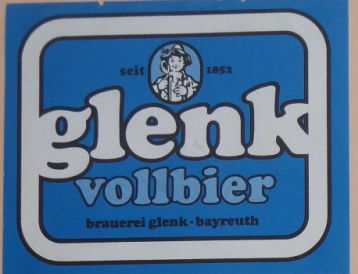 seit 1852
glenk
vollbier
brauerei glenk · bayreuth